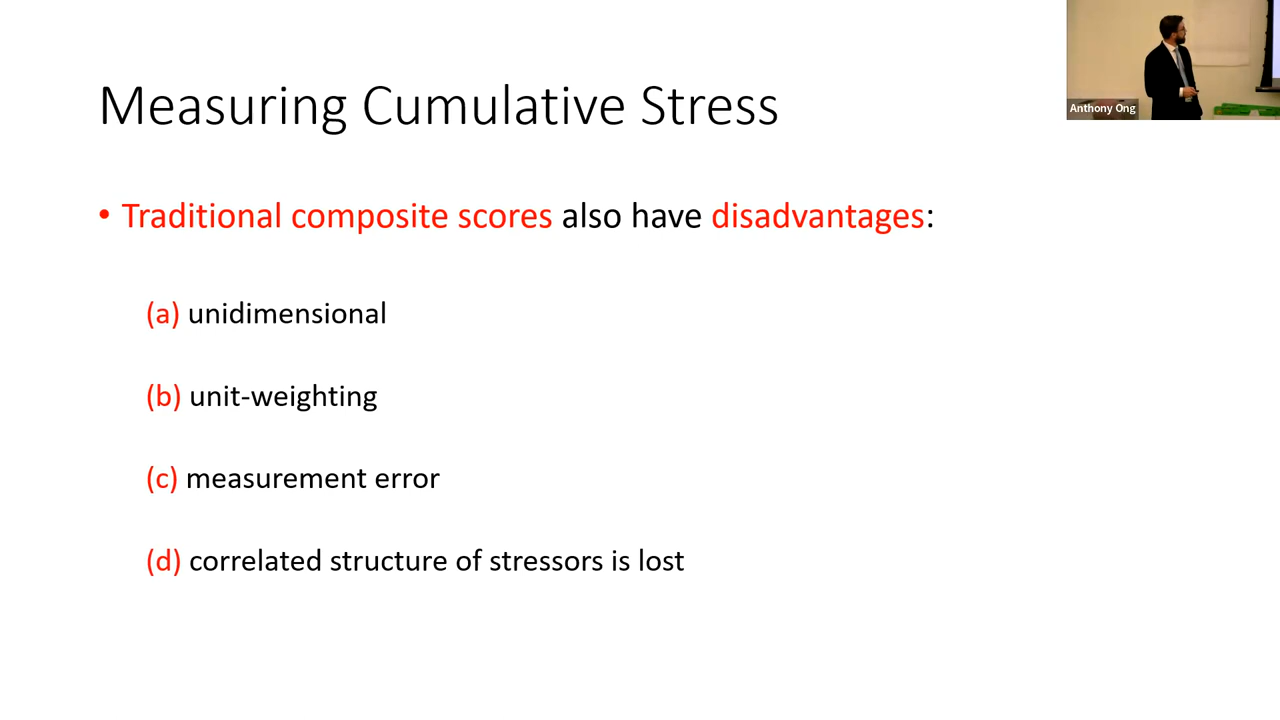 Measuring Cumulative Stress
Anthony Ong
• Traditional composite scores also have disadvantages:
(a) unidimensional
(b) unit-weighting
(c) measurement error
(d) correlated structure of stressors is lost